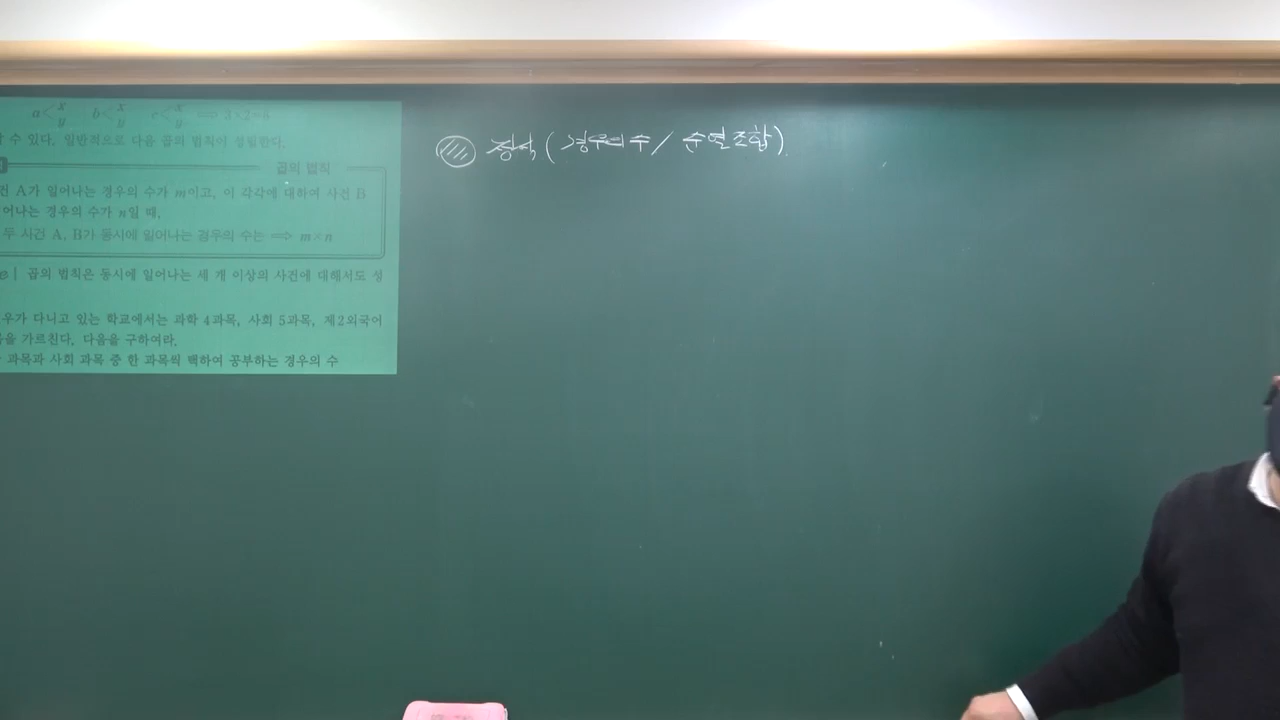 a< x y b< x y c< x y ⟹ 3×2=6
할 수 있다. 일반적으로 다음 곱의 법칙이 성립한다.
곱의 법칙
건 A가 일어나는 경우의 수가 m이고, 이 각각에 대하여 사건 B
어나는 경우의 수가 n일 때,
두 사건 A, B가 동시에 일어나는 경우의 수는 ⟹ m×n
e | 곱의 법칙은 동시에 일어나는 세 개 이상의 사건에 대해서도 성
우가 다니고 있는 학교에서는 과학 4과목, 사회 5과목, 제2외국어
을 가르친다. 다음을 구하여라.
과목과 사회 과목 중 한 과목씩 택하여 공부하는 경우의 수
정석 ( 경우의 수 / 순열조합 ).